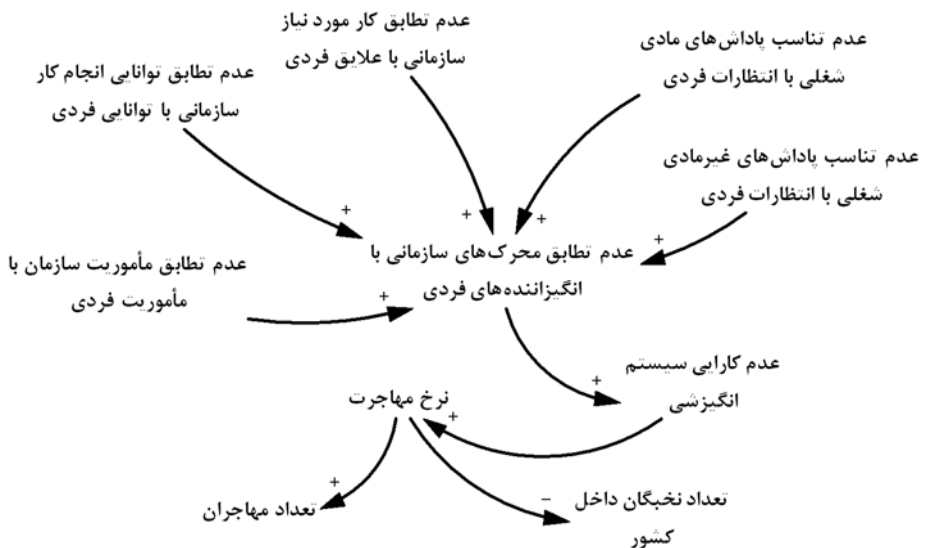 عدم تطابق کار مورد نیاز
سازمانی با علایق فردی
عدم تناسب پاداش‌های مادی
شغلی با انتظارات فردی
عدم تطابق توانایی انجام کار
سازمانی با توانایی فردی
عدم تناسب پاداش‌های غیرمادی
شغلی با انتظارات فردی
+
+
+
+
عدم تطابق محرک‌های سازمانی با
انگیزاننده‌های فردی
عدم تطابق مأموریت سازمان با
مأموریت فردی
+
عدم کارایی سیستم
انگیزشی
+
نرخ مهاجرت
+
+
تعداد مهاجران
−
تعداد نخبگان داخل
کشور